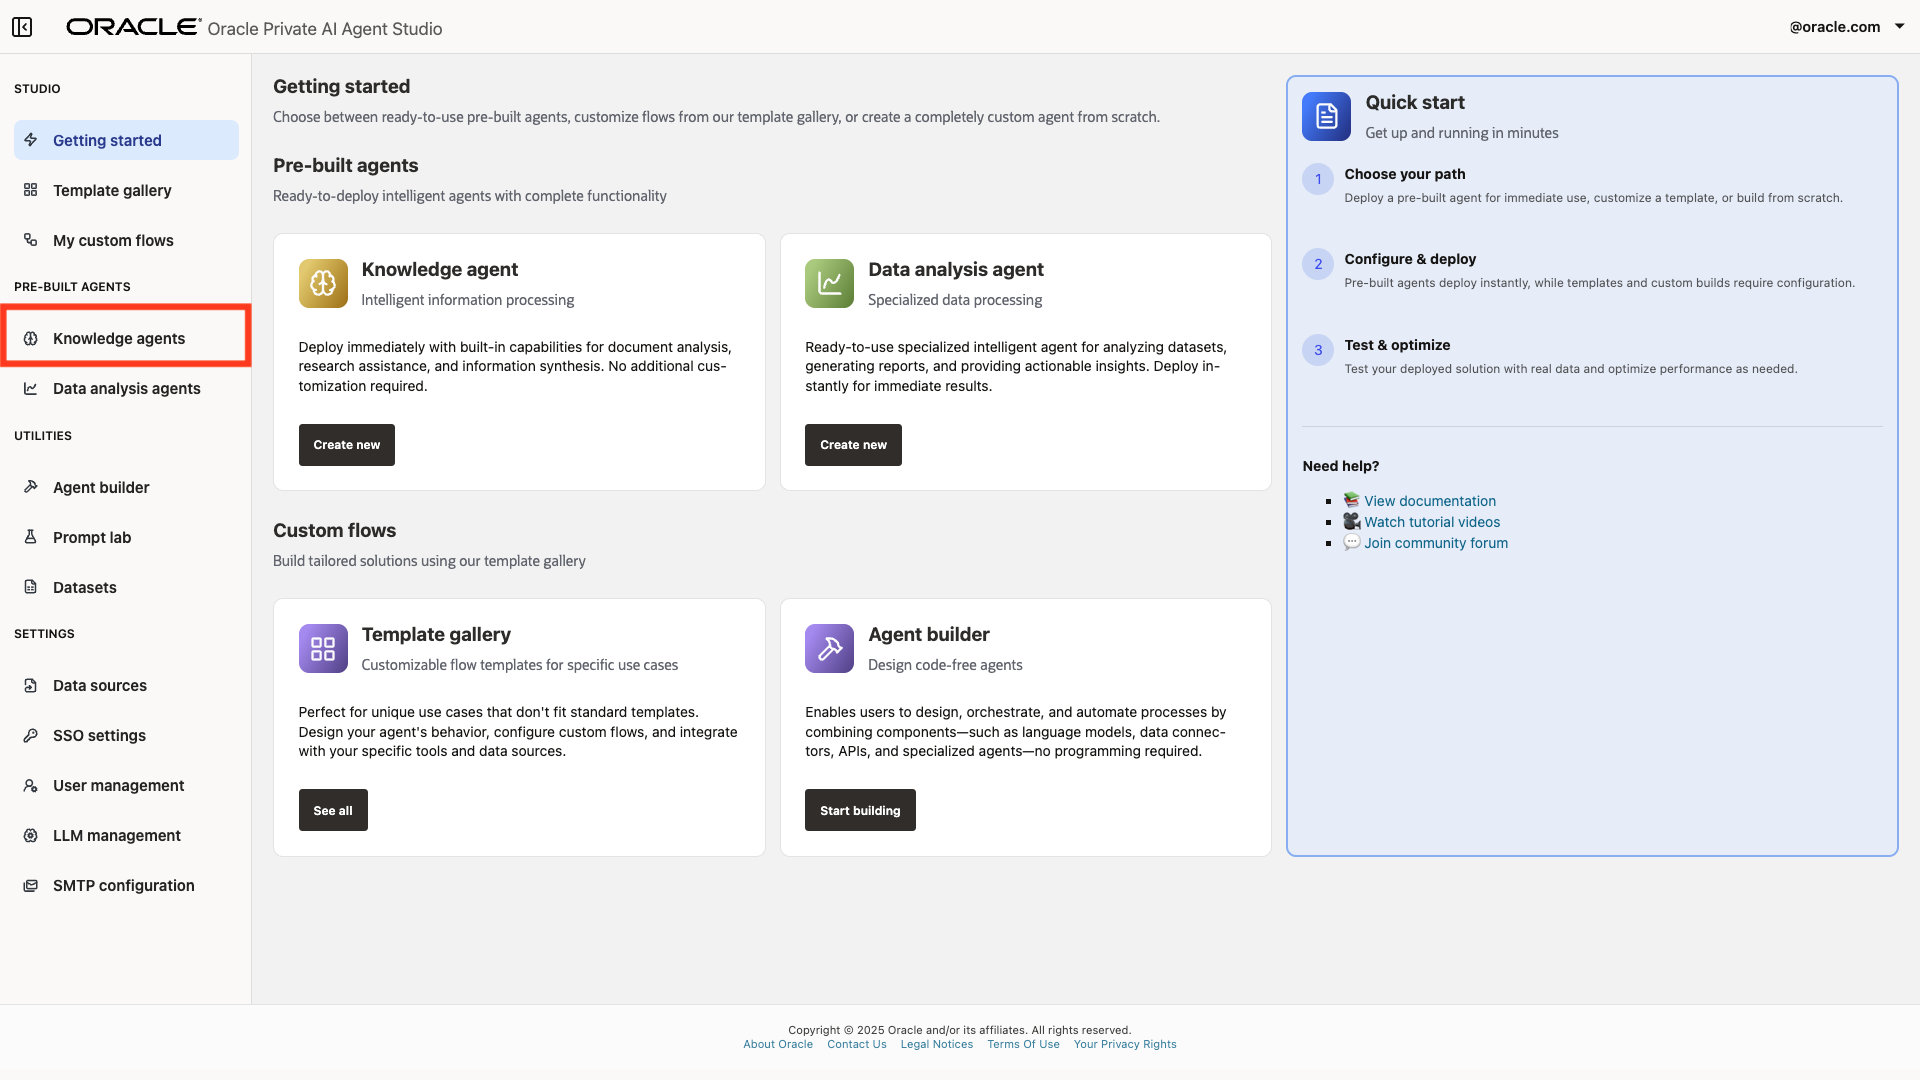 ORACLE Oracle Private AI Agent Studio
@oracle.com
STUDIO
Getting started
Template gallery
My custom flows
PRE-BUILT AGENTS
Knowledge agents
Data analysis agents
UTILITIES
Agent builder
Prompt lab
Datasets
SETTINGS
Data sources
SSO settings
User management
LLM management
SMTP configuration
Getting started
Choose between ready-to-use pre-built agents, customize flows from our template gallery, or create a completely custom agent from scratch.
Pre-built agents
Ready-to-deploy intelligent agents with complete functionality
Knowledge agent
Intelligent information processing
Deploy immediately with built-in capabilities for document analysis,
research assistance, and information synthesis. No additional cus-
tomization required.
Create new
Data analysis agent
Specialized data processing
Ready-to-use specialized intelligent agent for analyzing datasets,
generating reports, and providing actionable insights. Deploy in-
stantly for immediate results.
Create new
Custom flows
Build tailored solutions using our template gallery
Template gallery
Customizable flow templates for specific use cases
Perfect for unique use cases that don't fit standard templates.
Design your agent's behavior, configure custom flows, and integrate
with your specific tools and data sources.
See all
Agent builder
Design code-free agents
Enables users to design, orchestrate, and automate processes by
combining components—such as language models, data connec-
tors, APIs, and specialized agents—no programming required.
Start building
Quick start
Get up and running in minutes
1
Choose your path
Deploy a pre-built agent for immediate use, customize a template, or build from scratch.
2
Configure & deploy
Pre-built agents deploy instantly, while templates and custom builds require configuration.
3
Test & optimize
Test your deployed solution with real data and optimize performance as needed.
Need help?
View documentation
Watch tutorial videos
Join community forum
Copyright © 2025 Oracle and/or its affiliates. All rights reserved.
About Oracle Contact Us Legal Notices Terms Of Use Your Privacy Rights